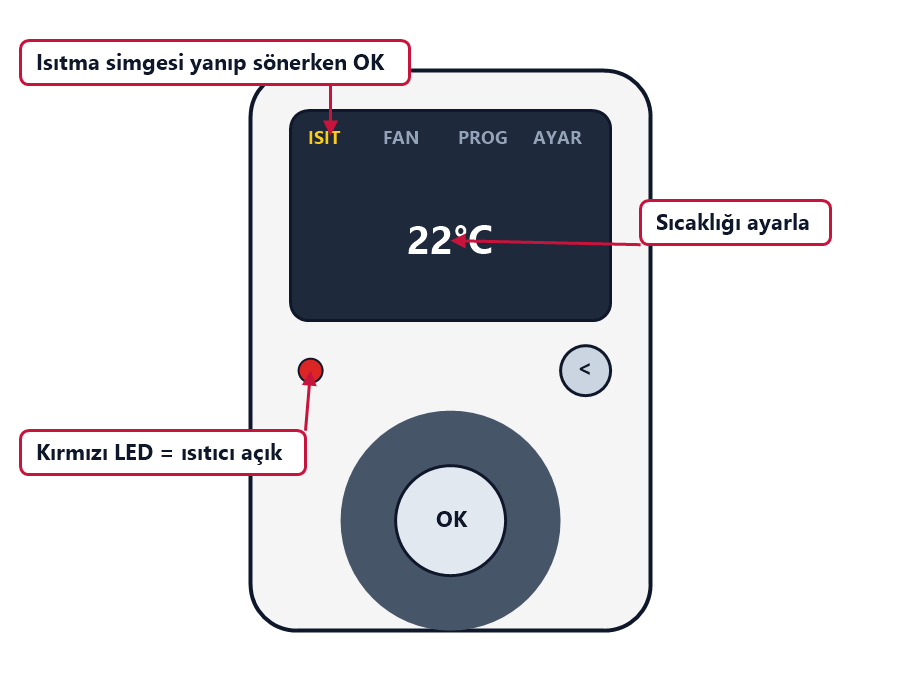 Isıtma simgesi yanıp sönerken OK
ISIT FAN PROG AYAR
Sıcaklığı ayarla
22°C
<
Kırmızı LED = ısıtıcı açık
OK